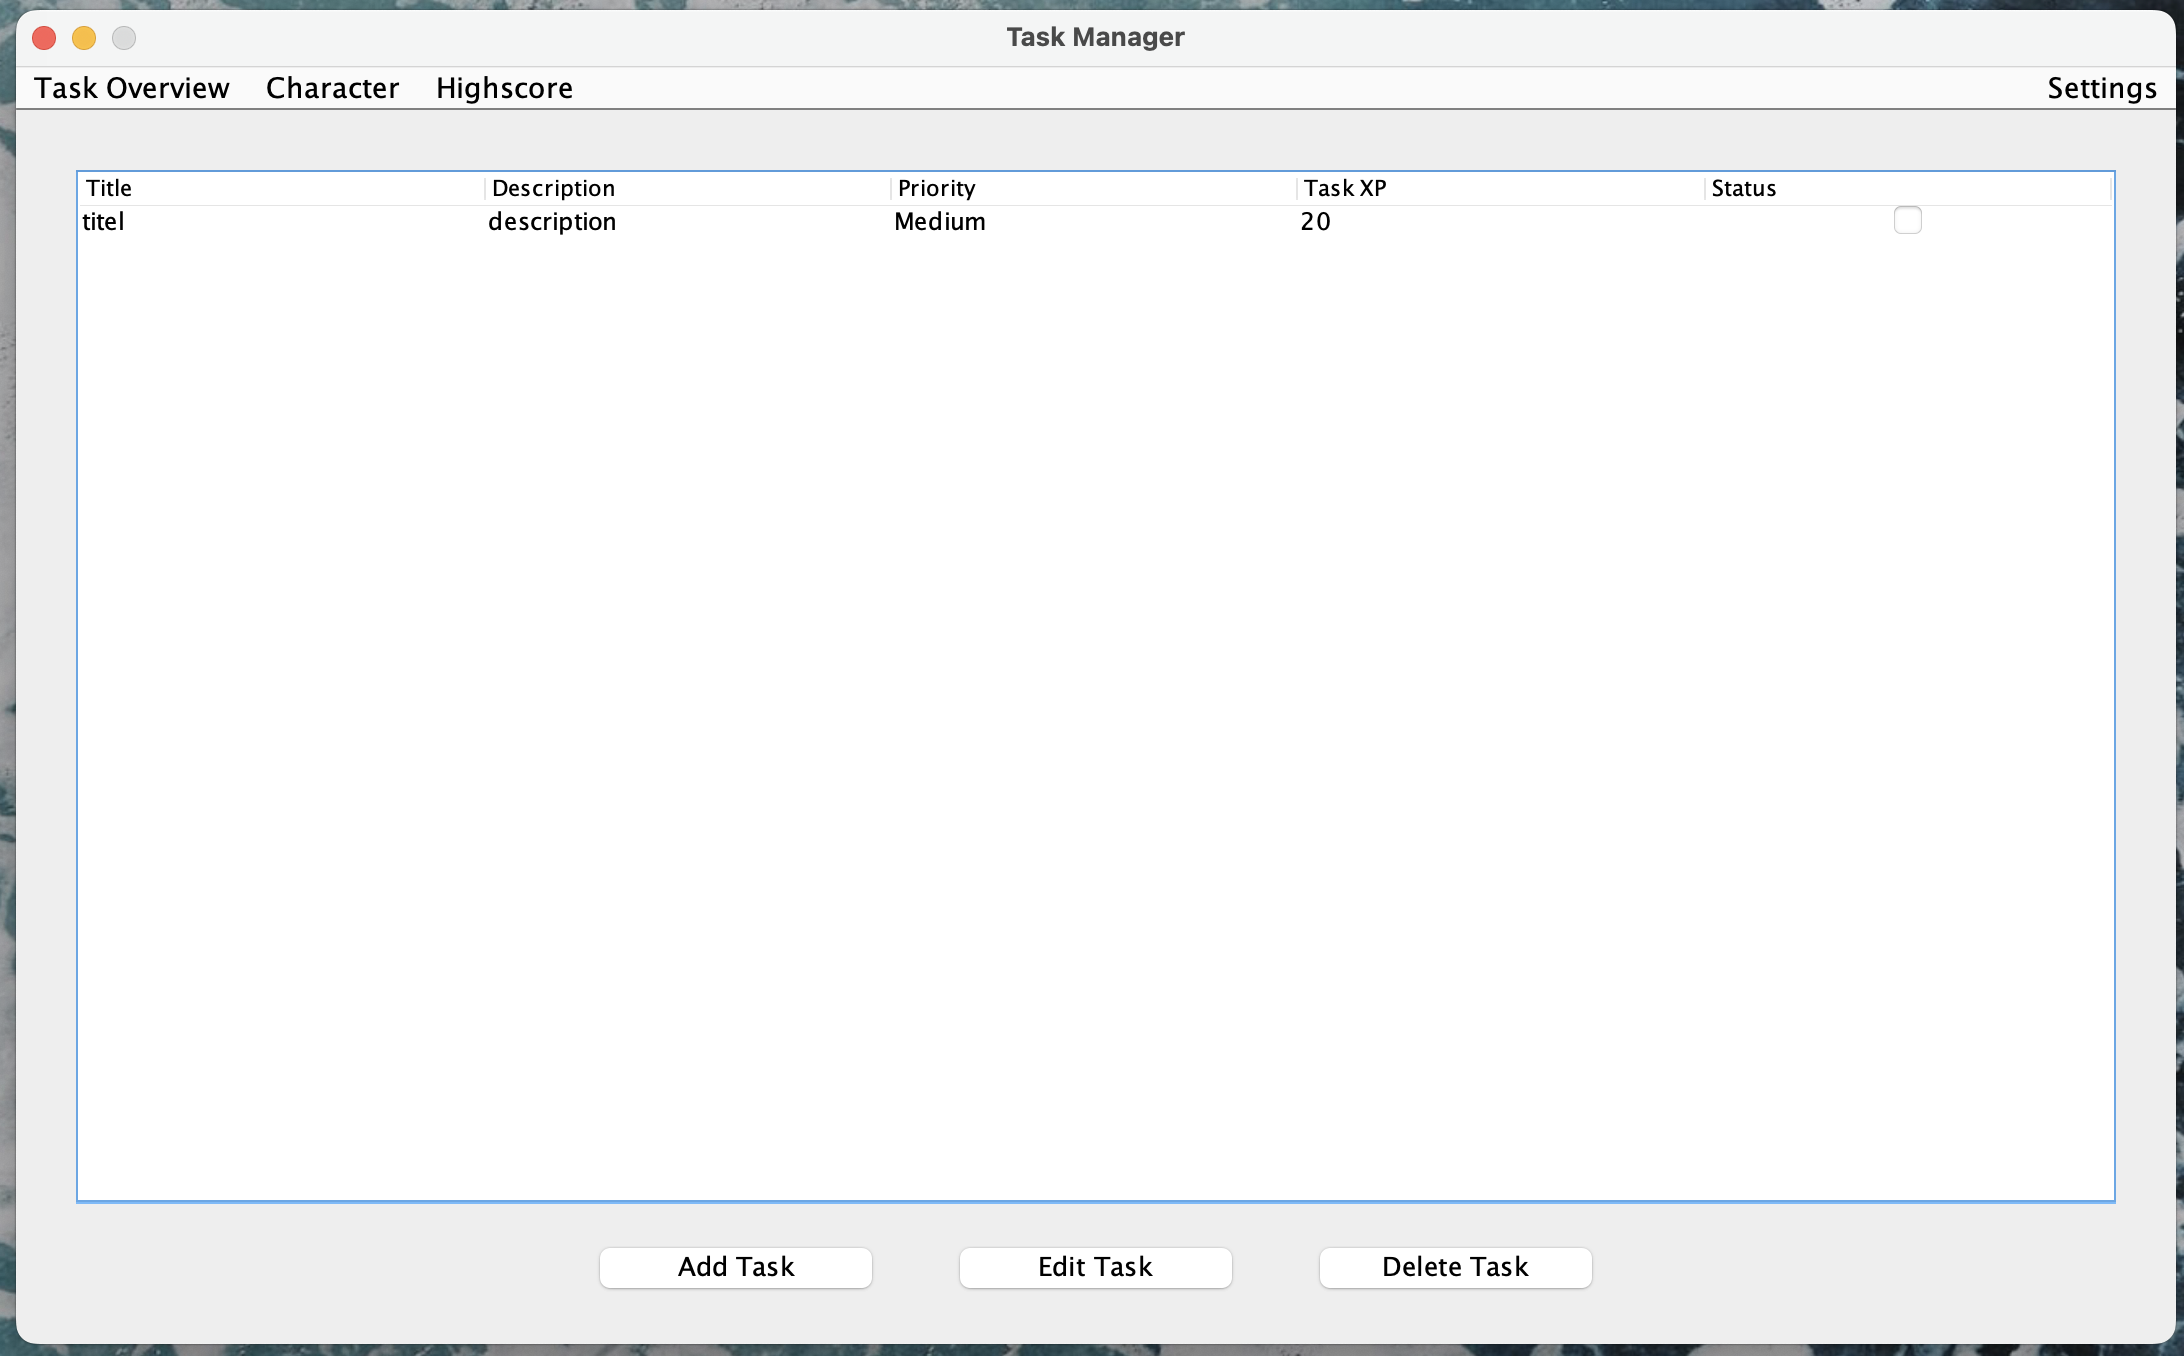 Task Manager
Task Overview Character Highscore Settings
Title Description Priority Task XP Status
titel description Medium 20
Add Task Edit Task Delete Task